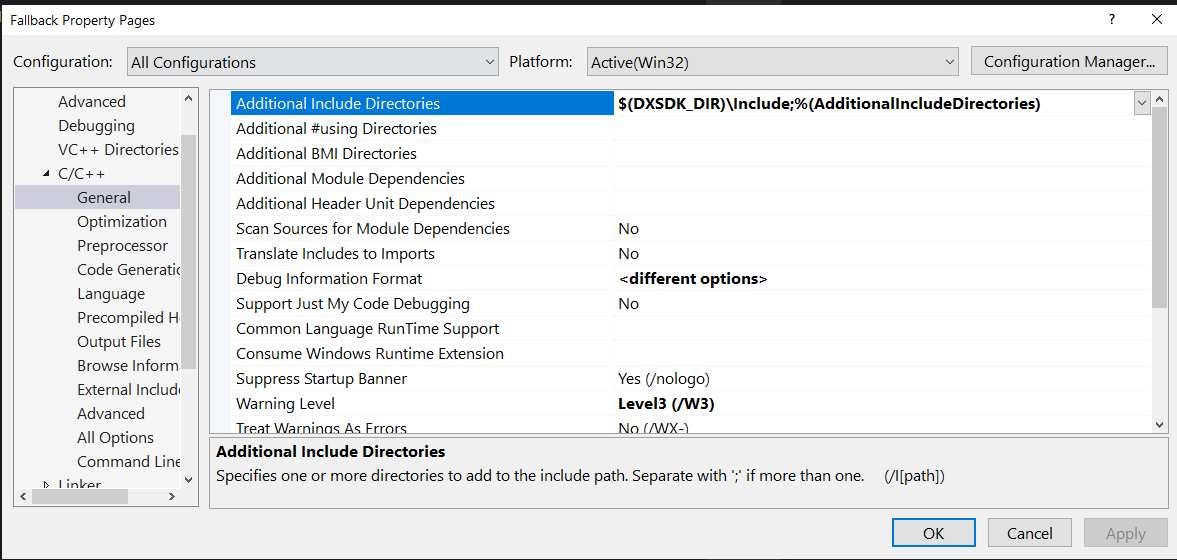 Fallback Property Pages
Configuration: All Configurations Platform: Active(Win32) Configuration Manager...
Advanced
Debugging
VC++ Directories
C/C++
General
Optimization
Preprocessor
Code Generatio
Language
Precompiled H
Output Files
Browse Inform
External Include
Advanced
All Options
Command Line
Linker
Additional Include Directories $(DXSDK_DIR)\Include;%(AdditionalIncludeDirectories)
Additional #using Directories
Additional BMI Directories
Additional Module Dependencies
Additional Header Unit Dependencies
Scan Sources for Module Dependencies No
Translate Includes to Imports No
Debug Information Format <different options>
Support Just My Code Debugging No
Common Language RunTime Support
Consume Windows Runtime Extension
Suppress Startup Banner Yes (/nologo)
Warning Level Level3 (/W3)
Treat Warnings As Errors No (/WX-)
Additional Include Directories
Specifies one or more directories to add to the include path. Separate with ';' if more than one. (/I[path])
OK Cancel Apply